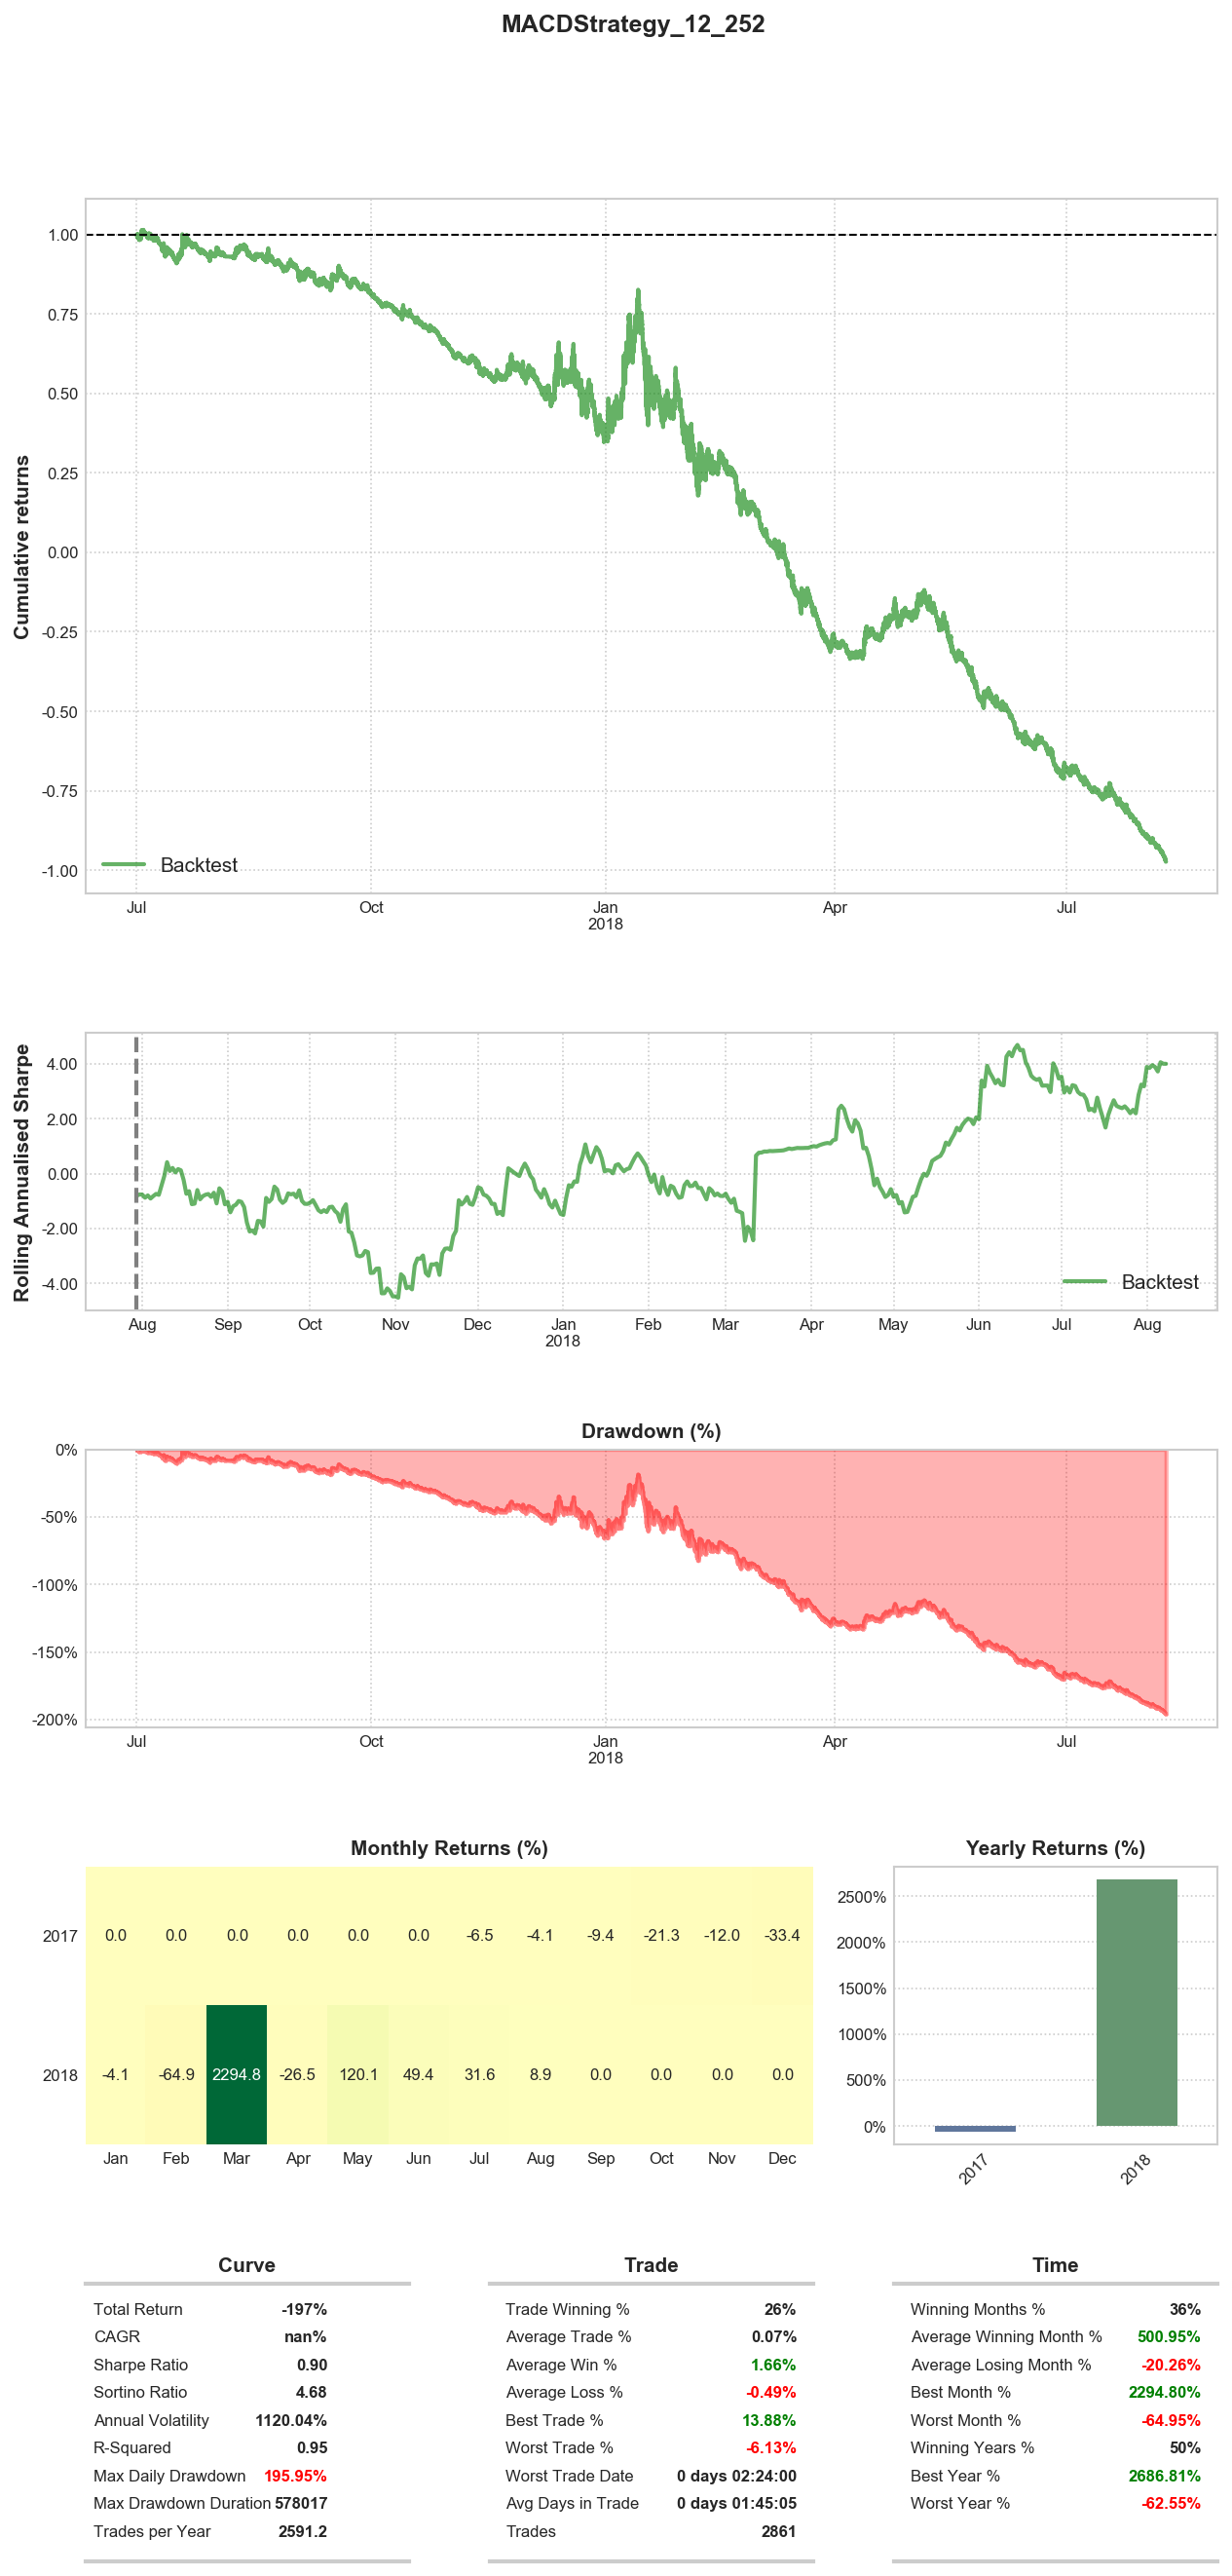 MACDStrategy_12_252
Cumulative returns
1.00
0.75
0.50
0.25
0.00
-0.25
-0.50
-0.75
-1.00
Backtest
Jul Oct Jan Apr Jul
2018
Rolling Annualised Sharpe
4.00
2.00
0.00
-2.00
-4.00
Backtest
Aug Sep Oct Nov Dec Jan Feb Mar Apr May Jun Jul Aug
2018
Drawdown (%)
0%
-50%
-100%
-150%
-200%
Jul Oct Jan Apr Jul
2018
Monthly Returns (%)
2017 0.0 0.0 0.0 0.0 0.0 0.0 -6.5 -4.1 -9.4 -21.3 -12.0 -33.4
2018 -4.1 -64.9 2294.8 -26.5 120.1 49.4 31.6 8.9 0.0 0.0 0.0 0.0
Jan Feb Mar Apr May Jun Jul Aug Sep Oct Nov Dec
Yearly Returns (%)
2500%
2000%
1500%
1000%
500%
0%
2017 2018
Curve
Total Return -197%
CAGR nan%
Sharpe Ratio 0.90
Sortino Ratio 4.68
Annual Volatility 1120.04%
R-Squared 0.95
Max Daily Drawdown 195.95%
Max Drawdown Duration 578017
Trades per Year 2591.2
Trade
Trade Winning % 26%
Average Trade % 0.07%
Average Win % 1.66%
Average Loss % -0.49%
Best Trade % 13.88%
Worst Trade % -6.13%
Worst Trade Date 0 days 02:24:00
Avg Days in Trade 0 days 01:45:05
Trades 2861
Time
Winning Months % 36%
Average Winning Month % 500.95%
Average Losing Month % -20.26%
Best Month % 2294.80%
Worst Month % -64.95%
Winning Years % 50%
Best Year % 2686.81%
Worst Year % -62.55%